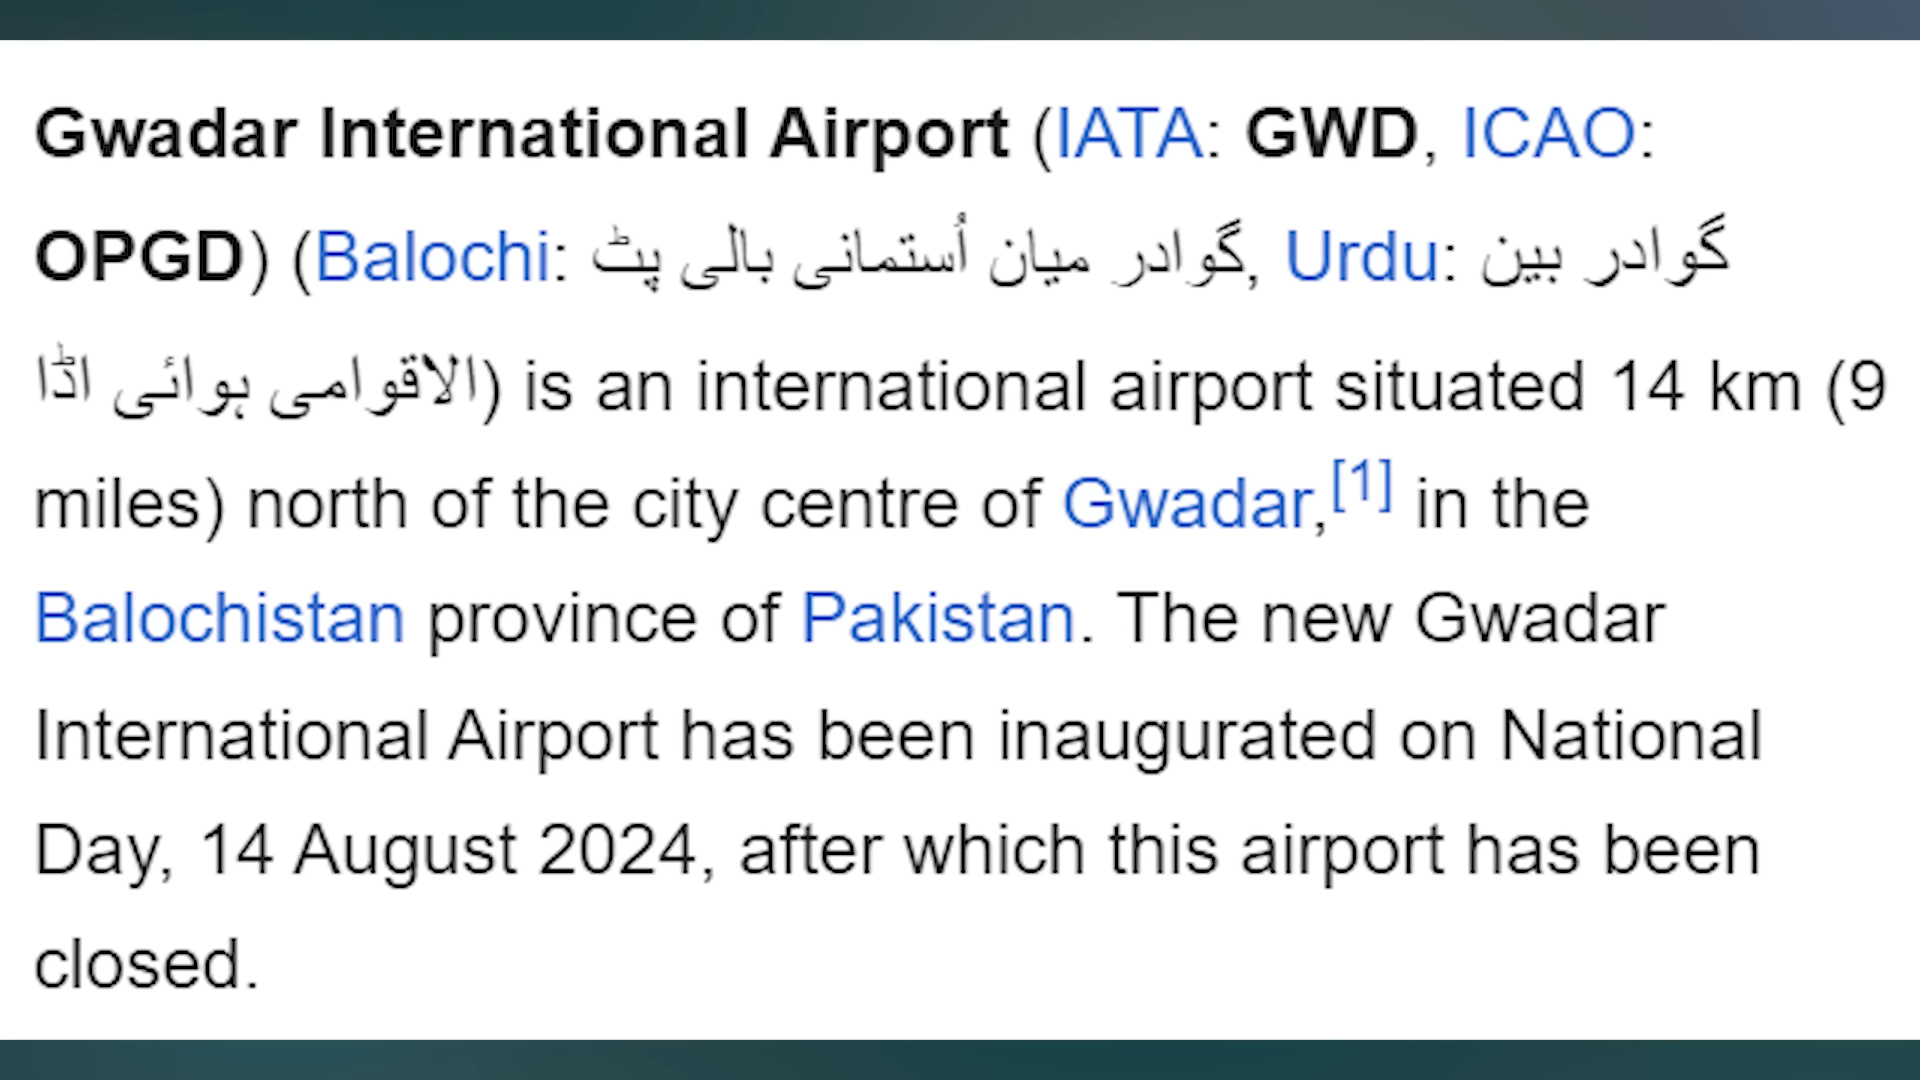 Gwadar International Airport (IATA: GWD, ICAO:
OPGD) (Balochi: گوادر میان أستمانی بالی پٹ, Urdu: گوادر بین
الاقوامی ہوائی اڈا) is an international airport situated 14 km (9
miles) north of the city centre of Gwadar,[1] in the
Balochistan province of Pakistan. The new Gwadar
International Airport has been inaugurated on National
Day, 14 August 2024, after which this airport has been
closed.